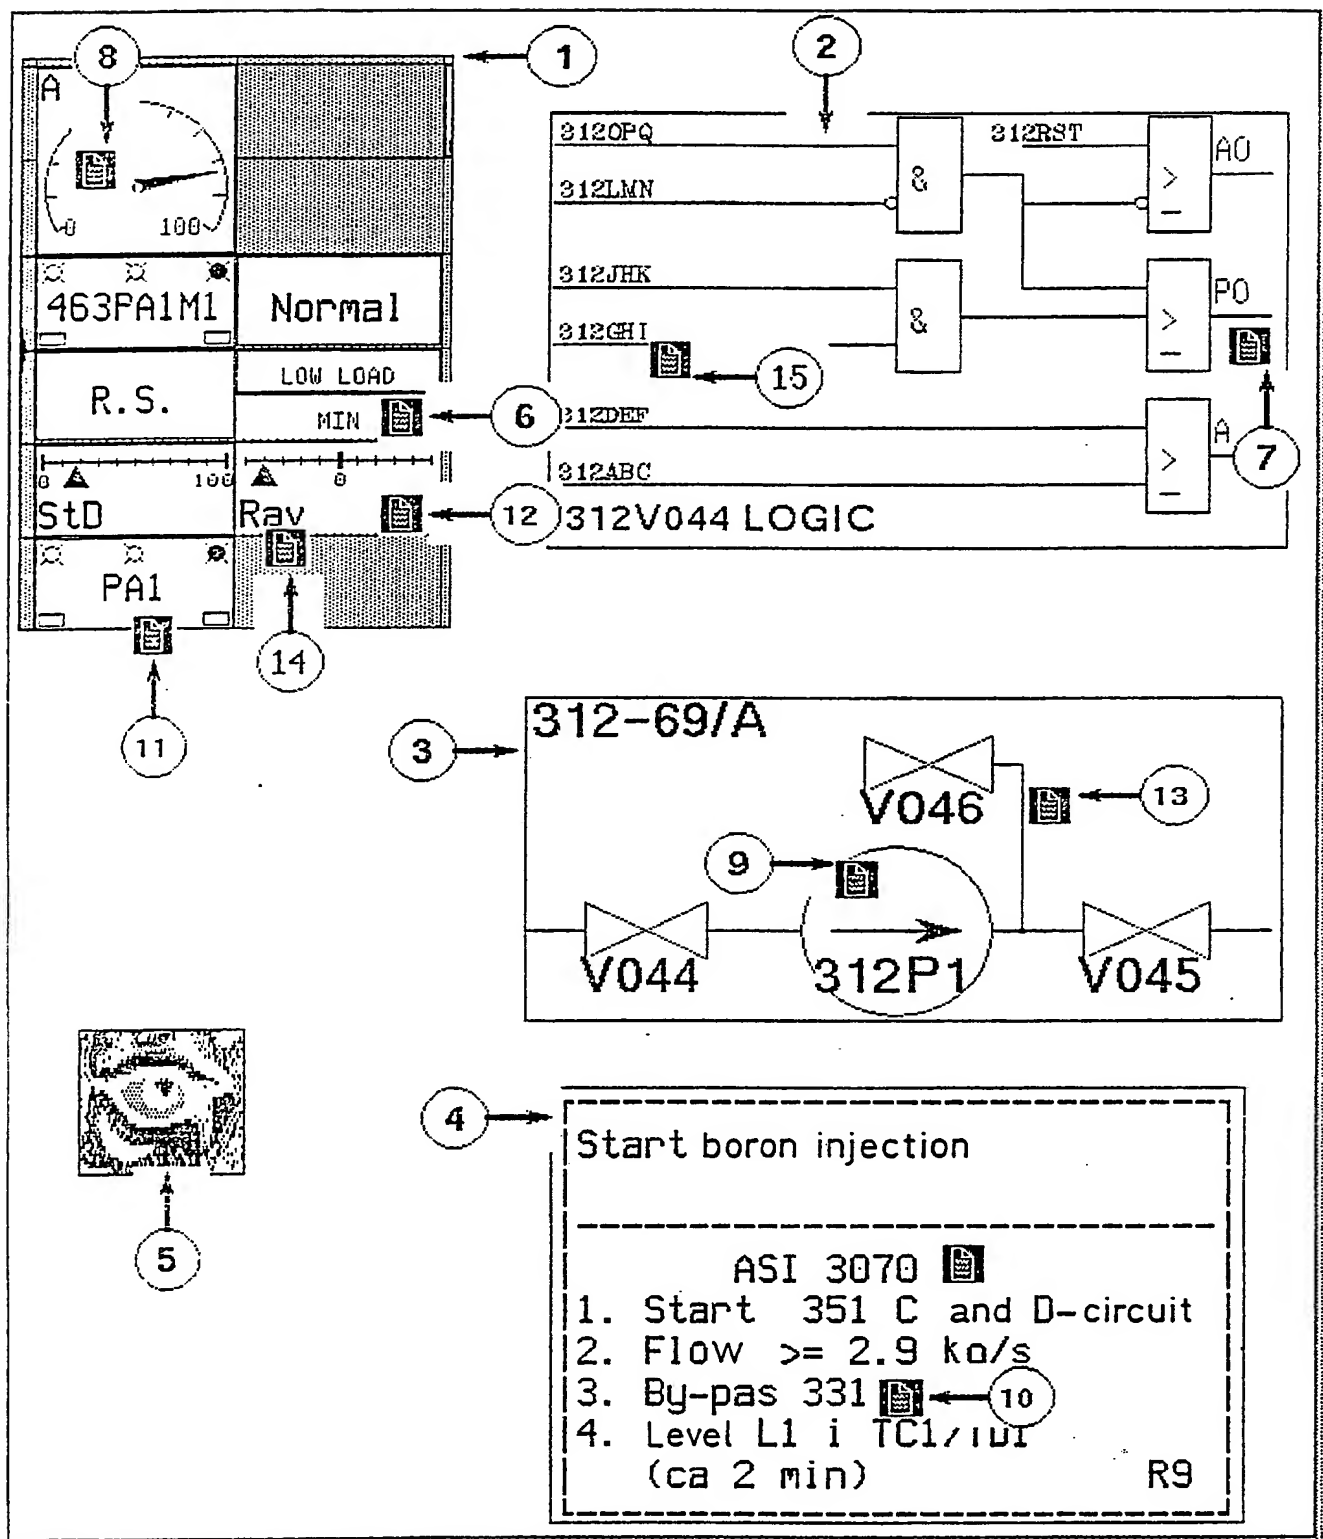 8
1
2
A
0 100
463PA1M1
Normal
R.S.
LOW LOAD
MIN
6
0 100
0
StD
Rav
12
PA1
14
11
312OPQ
312RST
AO
312LMN
&
>
312JHK
PO
312GHI
&
>
15
7
312DEF
A
312ABC
>
312V044 LOGIC
3
312-69/A
V046
13
9
V044
312P1
V045
5
4
Start boron injection
ASI 3070
1. Start 351 C and D-circuit
2. Flow >= 2.9 kg/s
3. By-pas 331
10
4. Level L1 i
(ca 2 min) R9